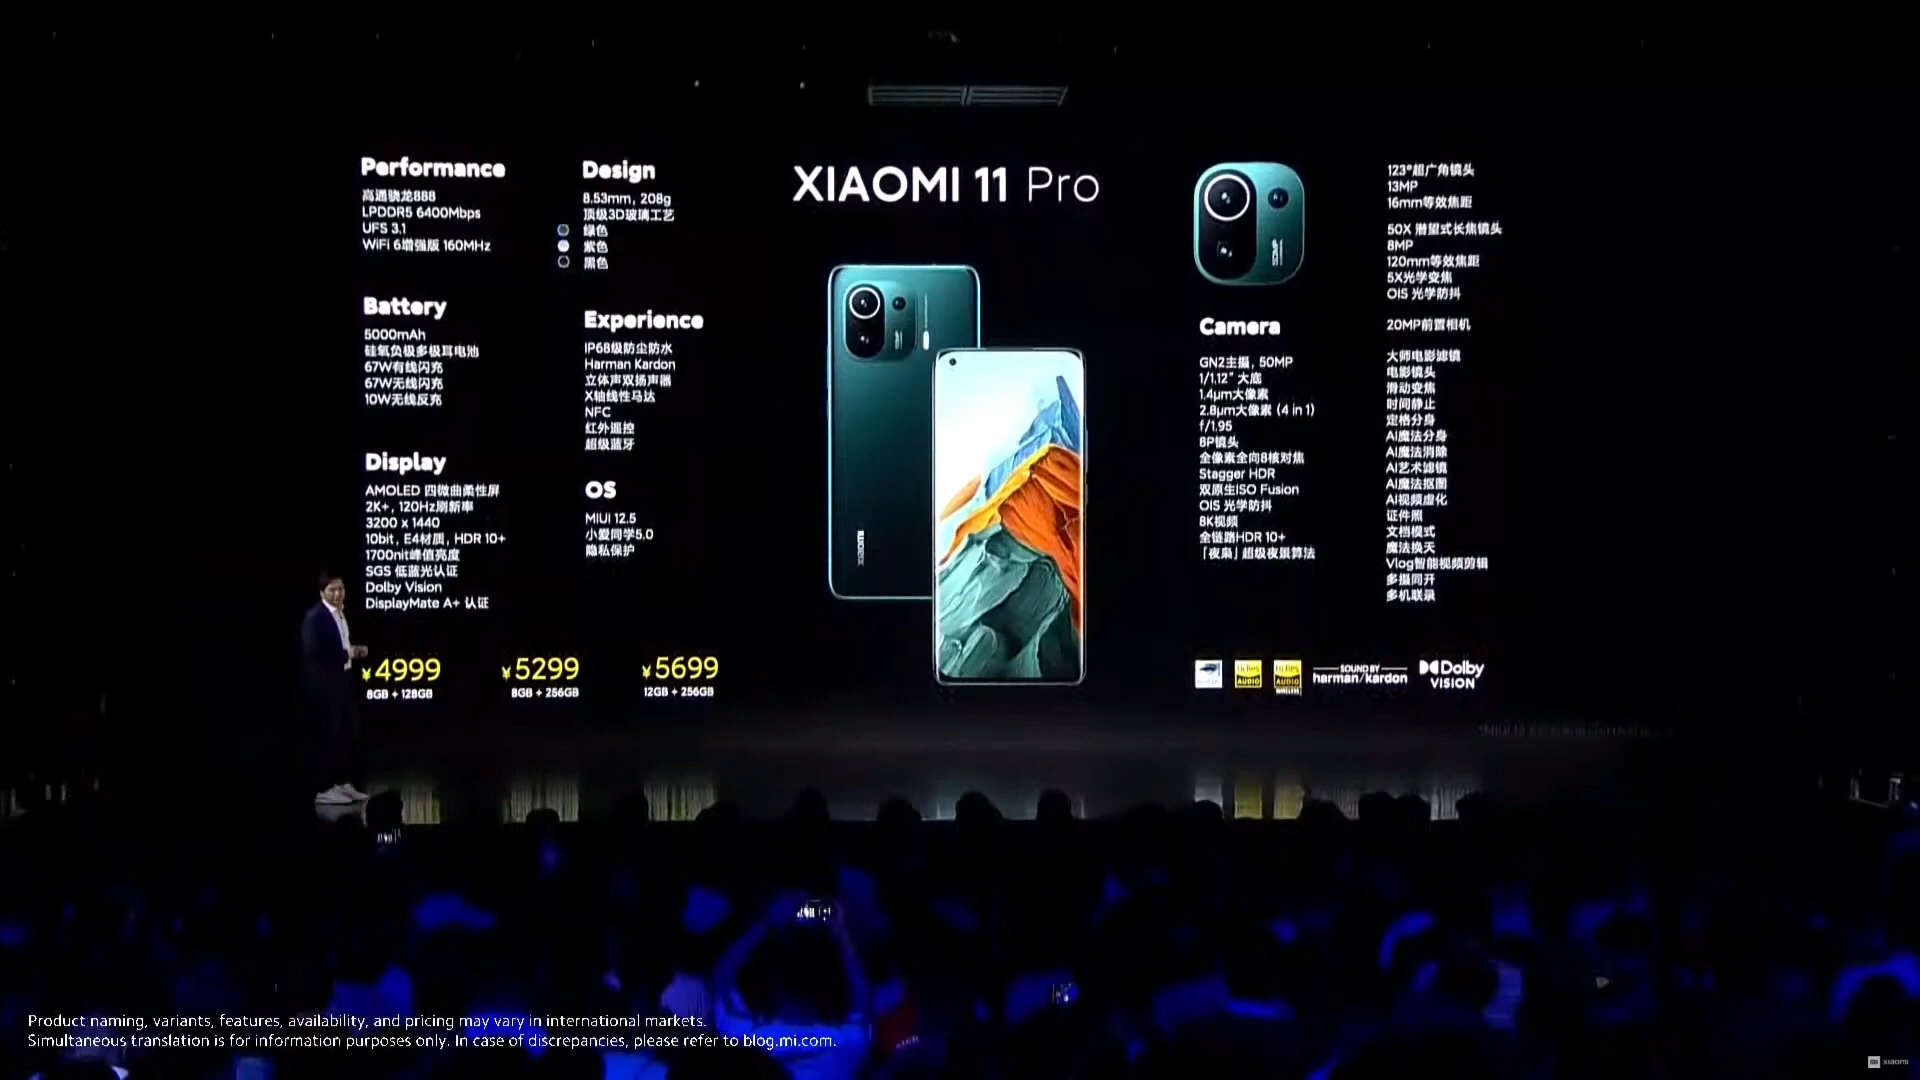 Performance
高通骁龙888
LPDDR5 6400Mbps
UFS 3.1
WiFi 6增强版 160MHz
Battery
5000mAh
硅氧负极多极耳电池
67W有线闪充
67W无线闪充
10W无线反充
Display
AMOLED 四微曲柔性屏
2K+, 120Hz刷新率
3200 x 1440
10bit, E4材质, HDR 10+
1700nit峰值亮度
SGS 低蓝光认证
Dolby Vision
DisplayMate A+ 认证
Design
8.53mm, 208g
顶级3D玻璃工艺
绿色
紫色
黑色
Experience
IP68级防尘防水
Harman Kardon
立体声双扬声器
X轴线性马达
NFC
红外遥控
超级蓝牙
OS
MIUI 12.5
小爱同学5.0
隐私保护
¥4999
8GB + 128GB
¥5299
8GB + 256GB
¥5699
12GB + 256GB
XIAOMI 11 Pro
XIAOMI
50MP
Camera
GN2主摄, 50MP
1/1.12" 大底
1.4μm大像素
2.8μm大像素 (4 in 1)
f/1.95
8P镜头
全像素全向8核对焦
Stagger HDR
双原生ISO Fusion
OIS 光学防抖
8K视频
全链路HDR 10+
「夜枭」超级夜景算法
123°超广角镜头
13MP
16mm等效焦距
50X 潜望式长焦镜头
8MP
120mm等效焦距
5X光学变焦
OIS 光学防抖
20MP前置相机
大师电影滤镜
电影镜头
滑动变焦
时间静止
定格分身
AI魔法分身
AI魔法消除
AI艺术滤镜
AI魔法抠图
AI视频虚化
证件照
文档模式
魔法换天
Vlog智能视频剪辑
多摄同开
多机联录
Hi-Res
AUDIO
Hi-Res
AUDIO
WIRELESS
SOUND BY
harman/kardon
Dolby
VISION
Product naming, variants, features, availability, and pricing may vary in international markets.
Simultaneous translation is for information purposes only. In case of discrepancies, please refer to blog.mi.com.
xiaomi